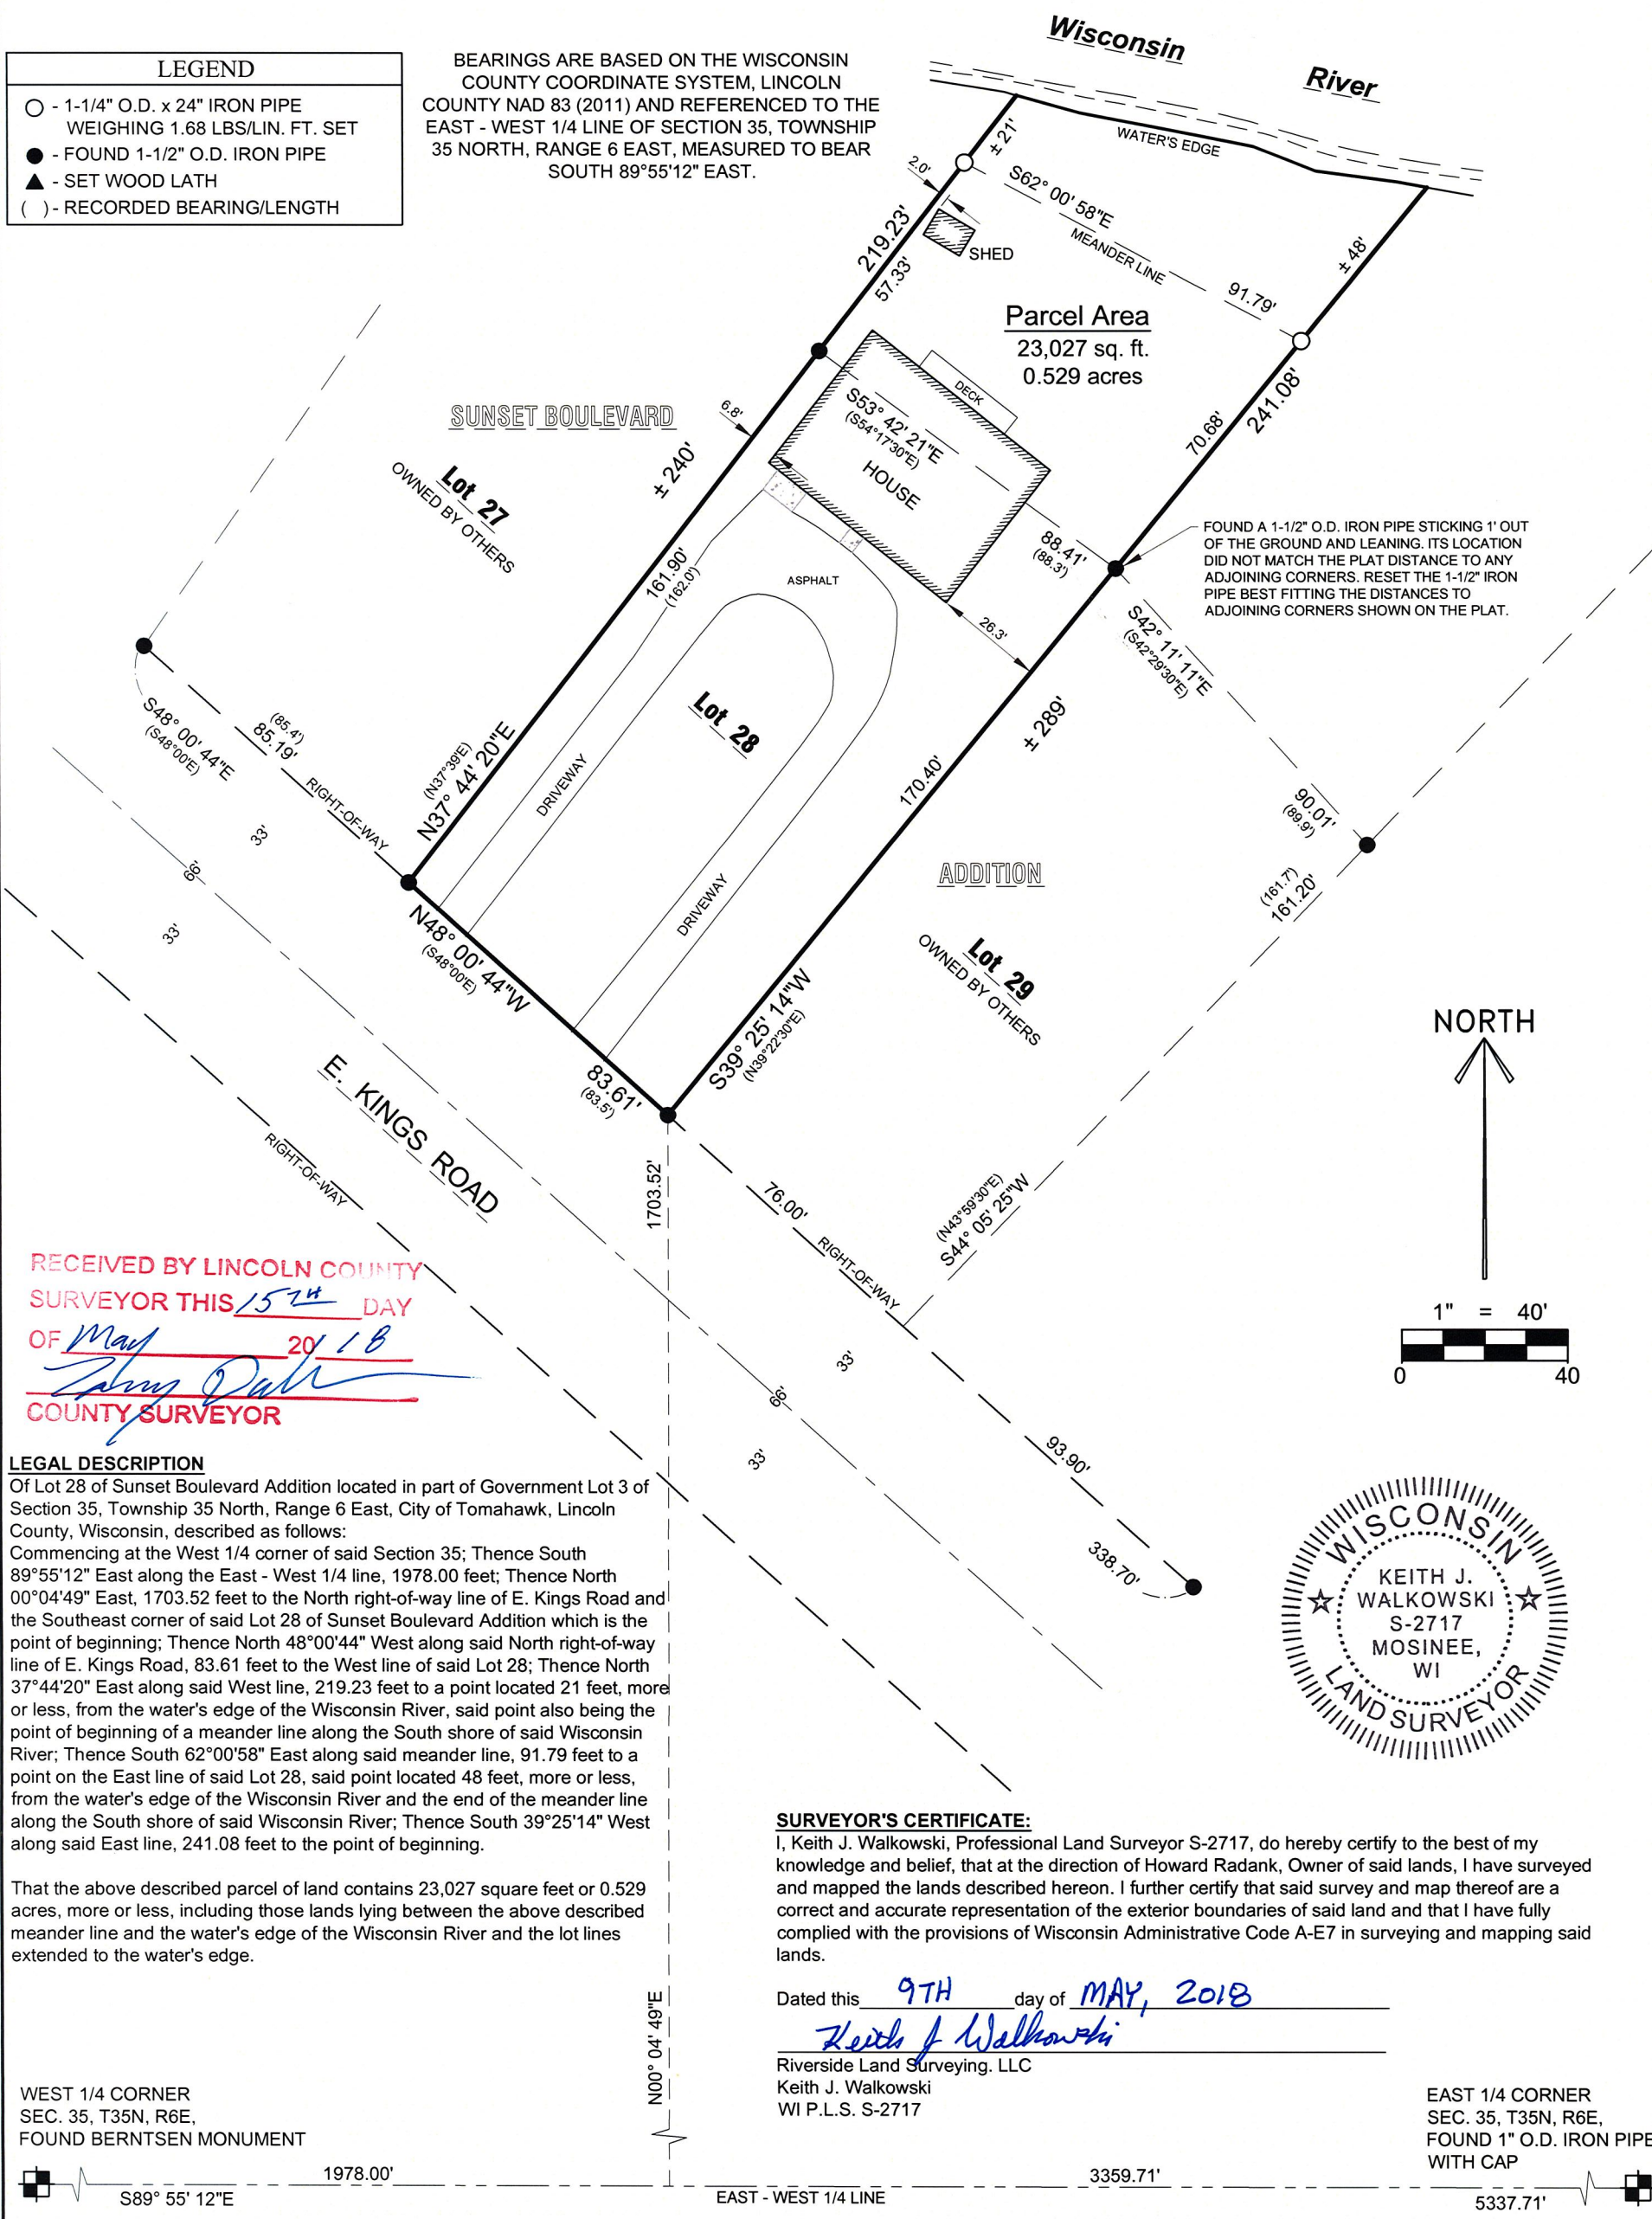 LEGEND
- 1-1/4" O.D. x 24" IRON PIPE
WEIGHING 1.68 LBS/LIN. FT. SET
- FOUND 1-1/2" O.D. IRON PIPE
- SET WOOD LATH
( ) - RECORDED BEARING/LENGTH
BEARINGS ARE BASED ON THE WISCONSIN
COUNTY COORDINATE SYSTEM, LINCOLN
COUNTY NAD 83 (2011) AND REFERENCED TO THE
EAST - WEST 1/4 LINE OF SECTION 35, TOWNSHIP
35 NORTH, RANGE 6 EAST, MEASURED TO BEAR
SOUTH 89°55'12" EAST.
Wisconsin
River
WATER'S EDGE
± 21'
2.0'
S62° 00' 58"E
MEANDER LINE
91.79'
± 48'
SHED
219.23'
57.33'
Parcel Area
23,027 sq. ft.
0.529 acres
241.08'
70.68'
DECK
S53° 42' 21"E
(S54°17'30"E)
HOUSE
88.41'
(88.3')
6.8'
SUNSET BOULEVARD
Lot 27
OWNED BY OTHERS
± 240'
161.90'
(162.0')
ASPHALT
26.3'
FOUND A 1-1/2" O.D. IRON PIPE STICKING 1' OUT
OF THE GROUND AND LEANING. ITS LOCATION
DID NOT MATCH THE PLAT DISTANCE TO ANY
ADJOINING CORNERS. RESET THE 1-1/2" IRON
PIPE BEST FITTING THE DISTANCES TO
ADJOINING CORNERS SHOWN ON THE PLAT.
S42° 11' 11"E
(S42°29'30"E)
90.01'
(89.9')
(161.7')
161.20'
Lot 28
± 289'
170.40'
DRIVEWAY
DRIVEWAY
S48° 00' 44"E
(S48°00'E)
(85.4')
85.19'
RIGHT-OF-WAY
(N37°39'E)
N37° 44' 20"E
33'
66'
33'
N48° 00' 44"W
(S48°00'E)
83.61'
(83.5')
S39° 25' 14"W
(N39°22'30"E)
ADDITION
Lot 29
OWNED BY OTHERS
NORTH
1" = 40'
0 40
E. KINGS ROAD
RIGHT-OF-WAY
1703.52'
76.00'
RIGHT-OF-WAY
(N43°59'30"E)
S44° 05' 25"W
33'
66'
33'
93.90'
338.70'
RECEIVED BY LINCOLN COUNTY
SURVEYOR THIS 15TH DAY
OF May 2018
COUNTY SURVEYOR
LEGAL DESCRIPTION
Of Lot 28 of Sunset Boulevard Addition located in part of Government Lot 3 of
Section 35, Township 35 North, Range 6 East, City of Tomahawk, Lincoln
County, Wisconsin, described as follows:
Commencing at the West 1/4 corner of said Section 35; Thence South
89°55'12" East along the East - West 1/4 line, 1978.00 feet; Thence North
00°04'49" East, 1703.52 feet to the North right-of-way line of E. Kings Road and
the Southeast corner of said Lot 28 of Sunset Boulevard Addition which is the
point of beginning; Thence North 48°00'44" West along said North right-of-way
line of E. Kings Road, 83.61 feet to the West line of said Lot 28; Thence North
37°44'20" East along said West line, 219.23 feet to a point located 21 feet, more
or less, from the water's edge of the Wisconsin River, said point also being the
point of beginning of a meander line along the South shore of said Wisconsin
River; Thence South 62°00'58" East along said meander line, 91.79 feet to a
point on the East line of said Lot 28, said point located 48 feet, more or less,
from the water's edge of the Wisconsin River and the end of the meander line
along the South shore of said Wisconsin River; Thence South 39°25'14" West
along said East line, 241.08 feet to the point of beginning.
That the above described parcel of land contains 23,027 square feet or 0.529
acres, more or less, including those lands lying between the above described
meander line and the water's edge of the Wisconsin River and the lot lines
extended to the water's edge.
WISCONSIN
KEITH J.
WALKOWSKI
S-2717
MOSINEE,
WI
LAND SURVEYOR
SURVEYOR'S CERTIFICATE:
I, Keith J. Walkowski, Professional Land Surveyor S-2717, do hereby certify to the best of my
knowledge and belief, that at the direction of Howard Radank, Owner of said lands, I have surveyed
and mapped the lands described hereon. I further certify that said survey and map thereof are a
correct and accurate representation of the exterior boundaries of said land and that I have fully
complied with the provisions of Wisconsin Administrative Code A-E7 in surveying and mapping said
lands.
Dated this 9TH day of MAY, 2018
Keith J Walkowski
Riverside Land Surveying. LLC
Keith J. Walkowski
WI P.L.S. S-2717
N00° 04' 49"E
WEST 1/4 CORNER
SEC. 35, T35N, R6E,
FOUND BERNTSEN MONUMENT
EAST 1/4 CORNER
SEC. 35, T35N, R6E,
FOUND 1" O.D. IRON PIPE
WITH CAP
1978.00'
S89° 55' 12"E
EAST - WEST 1/4 LINE
3359.71'
5337.71'